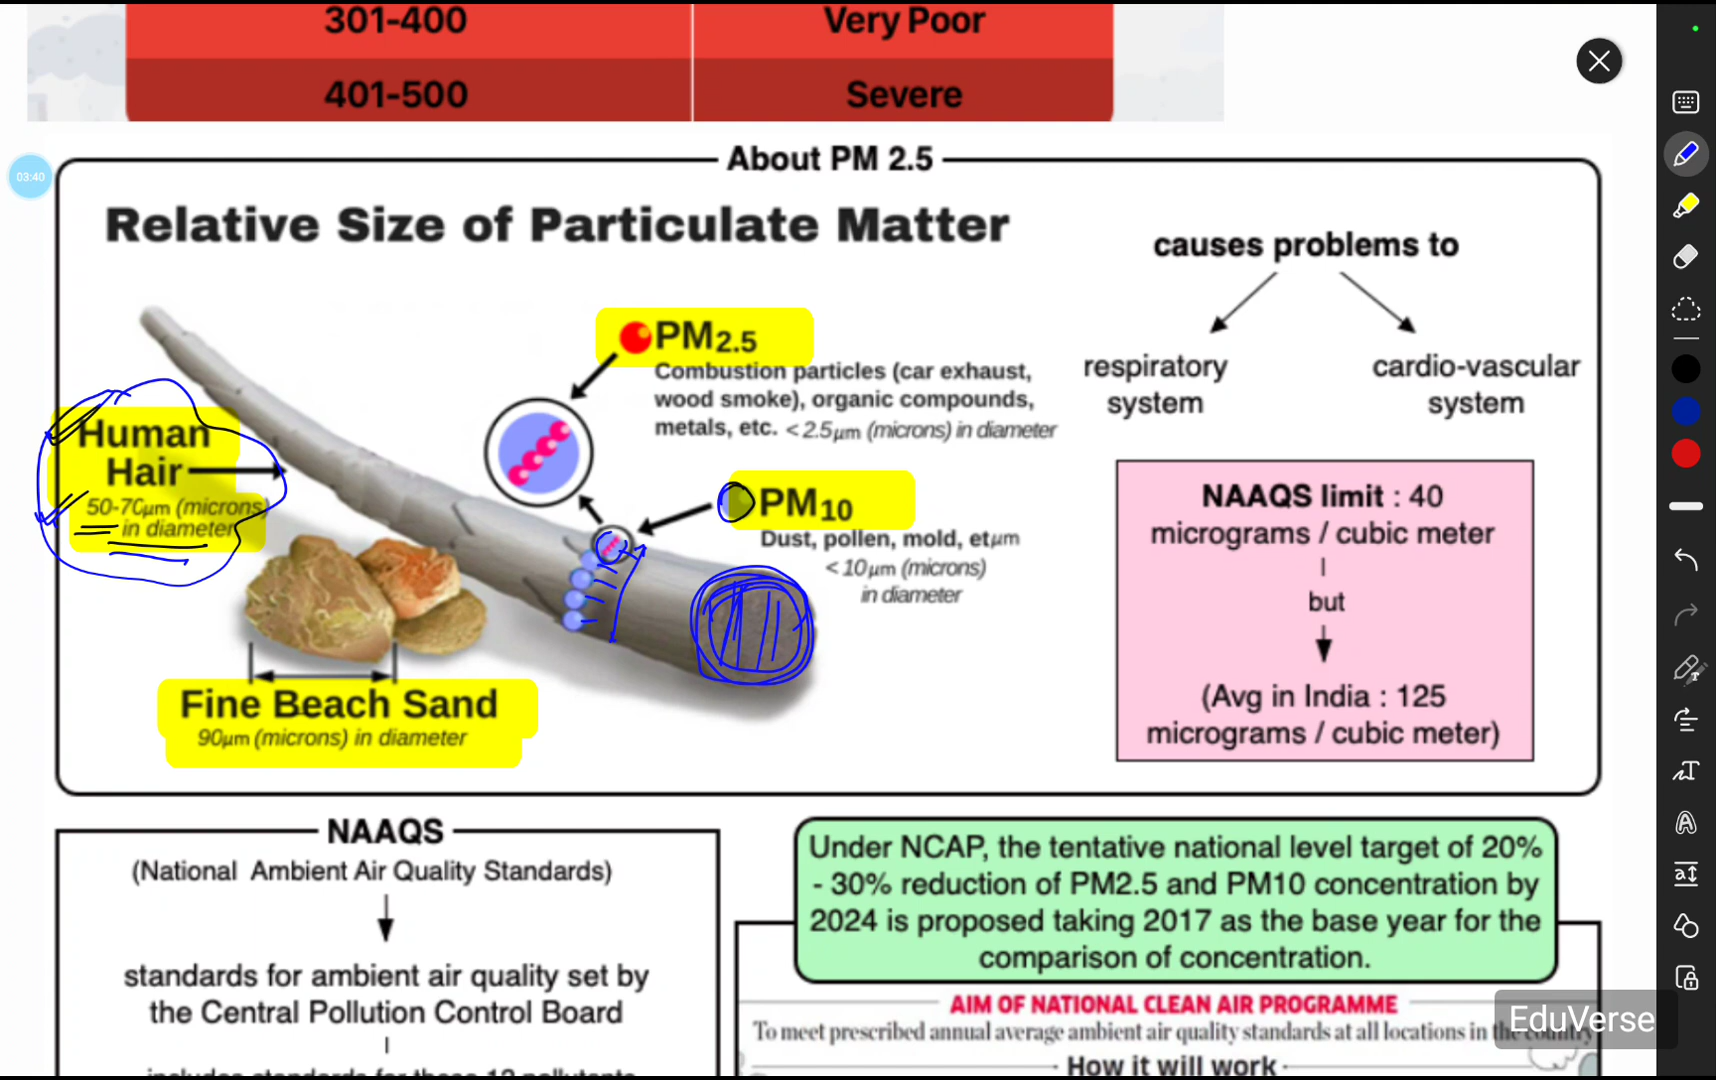 301-400
Very Poor
401-500
Severe
03:40
About PM 2.5
Relative Size of Particulate Matter
causes problems to
respiratory
system
cardio-vascular
system
PM2.5
Combustion particles (car exhaust,
wood smoke), organic compounds,
metals, etc. < 2.5µm (microns) in diameter
Human
Hair
50-70µm (microns)
in diameter
PM10
Dust, pollen, mold, etµm
< 10µm (microns)
in diameter
Fine Beach Sand
90µm (microns) in diameter
NAAQS limit : 40
micrograms / cubic meter
but
(Avg in India : 125
micrograms / cubic meter)
NAAQS
(National Ambient Air Quality Standards)
standards for ambient air quality set by
the Central Pollution Control Board
Under NCAP, the tentative national level target of 20%
- 30% reduction of PM2.5 and PM10 concentration by
2024 is proposed taking 2017 as the base year for the
comparison of concentration.
AIM OF NATIONAL CLEAN AIR PROGRAMME
To meet prescribed annual average ambient air quality standards at all locations in the country
How it will work
EduVerse